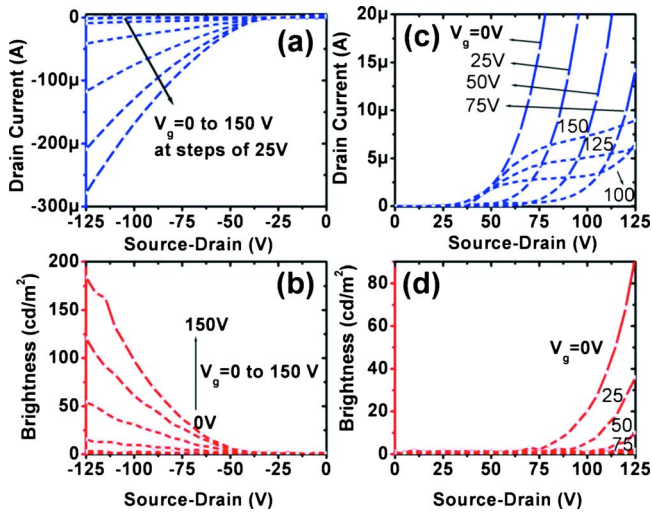 (a)
Drain Current (A)
0
-100µ
-200µ
-300µ
V_g=0 to 150 V
at steps of 25V
-125 -100 -75 -50 -25 0
Source-Drain (V)
(c)
Drain Current (A)
20µ
15µ
10µ
5µ
0
V_g=0V
25V
50V
75V
150
125
100
0 25 50 75 100 125
Source-Drain (V)
(b)
Brightness (cd/m²)
200
150
100
50
0
150V
V_g=0 to 150 V
0V
-125 -100 -75 -50 -25 0
Source-Drain (V)
(d)
Brightness (cd/m²)
80
60
40
20
0
V_g=0V
25
50
75
0 25 50 75 100 125
Source-Drain (V)